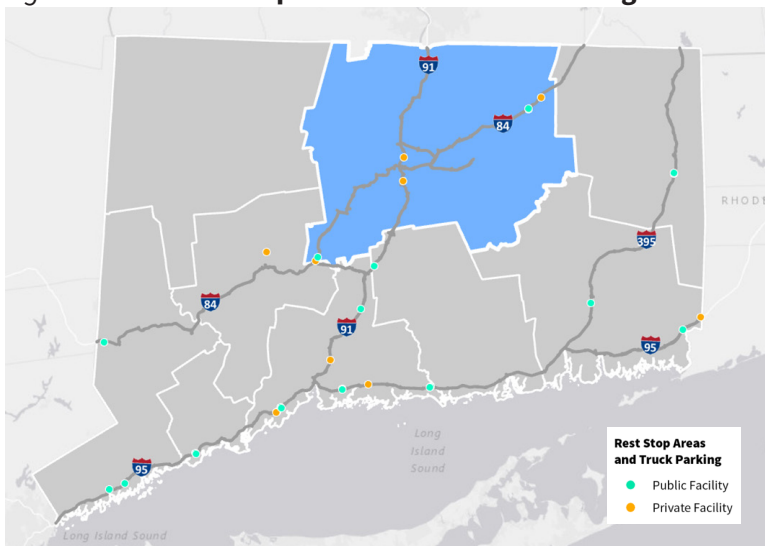 91
84
RHOD
395
84
91
95
Long
Island
Sound
Rest Stop Areas
and Truck Parking
Public Facility
Private Facility
95
Long Island Sound